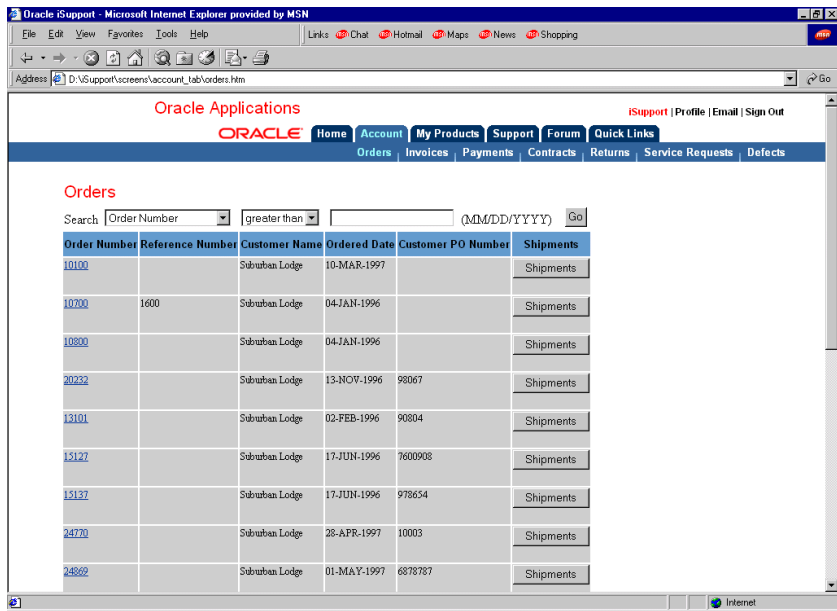 Oracle iSupport - Microsoft Internet Explorer provided by MSN
File Edit View Favorites Tools Help Links Chat Hotmail Maps News Shopping
Address D:\iSupport\screens\account_tab\orders.htm Go
Oracle Applications
iSupport | Profile | Email | Sign Out
ORACLE Home Account My Products Support Forum Quick Links
Orders Invoices Payments Contracts Returns Service Requests Defects
Orders
Search Order Number greater than (MM/DD/YYYY) Go
Order Number Reference Number Customer Name Ordered Date Customer PO Number Shipments
10100 Suburban Lodge 10-MAR-1997 Shipments
10700 1600 Suburban Lodge 04-JAN-1996 Shipments
10800 Suburban Lodge 04-JAN-1996 Shipments
20232 Suburban Lodge 13-NOV-1996 98067 Shipments
13101 Suburban Lodge 02-FEB-1996 90804 Shipments
15127 Suburban Lodge 17-JUN-1996 7600908 Shipments
15137 Suburban Lodge 17-JUN-1996 978654 Shipments
24770 Suburban Lodge 28-APR-1997 10003 Shipments
24869 Suburban Lodge 01-MAY-1997 6878787 Shipments
Internet